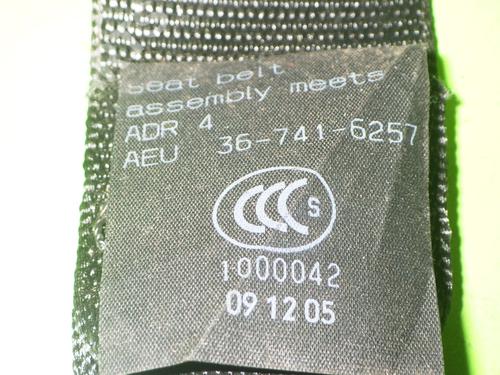 seat belt
assembly meets
ADR 4
AEU 36-741-6257
CCC S
1000042
09 12 05